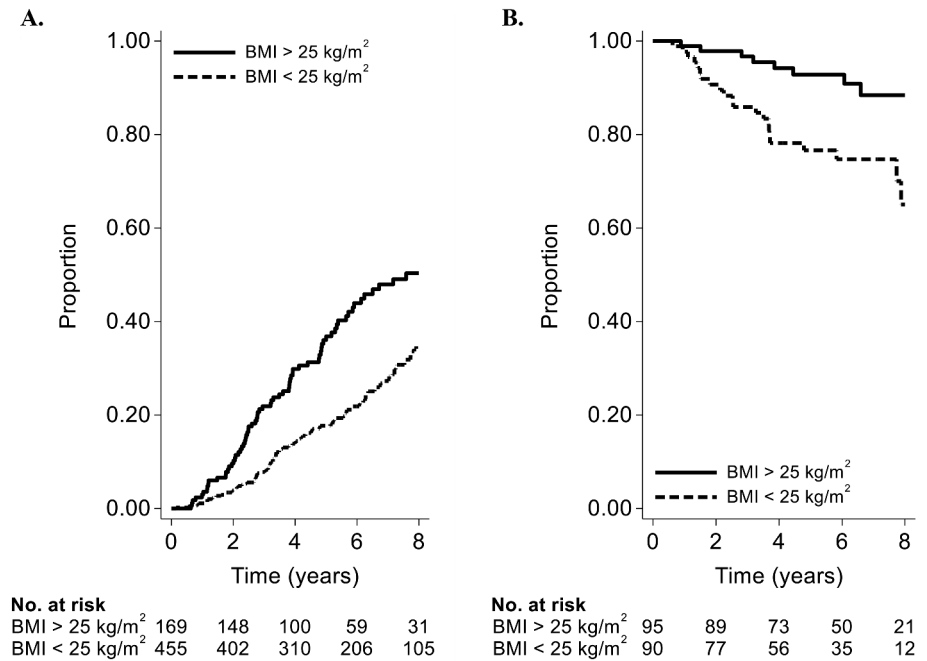 A.
1.00
0.80
0.60
0.40
0.20
0.00
Proportion
BMI > 25 kg/m²
BMI < 25 kg/m²
0 2 4 6 8
Time (years)
No. at risk
BMI > 25 kg/m² 169 148 100 59 31
BMI < 25 kg/m² 455 402 310 206 105
B.
1.00
0.80
0.60
0.40
0.20
0.00
Proportion
BMI > 25 kg/m²
BMI < 25 kg/m²
0 2 4 6 8
Time (years)
No. at risk
BMI > 25 kg/m² 95 89 73 50 21
BMI < 25 kg/m² 90 77 56 35 12